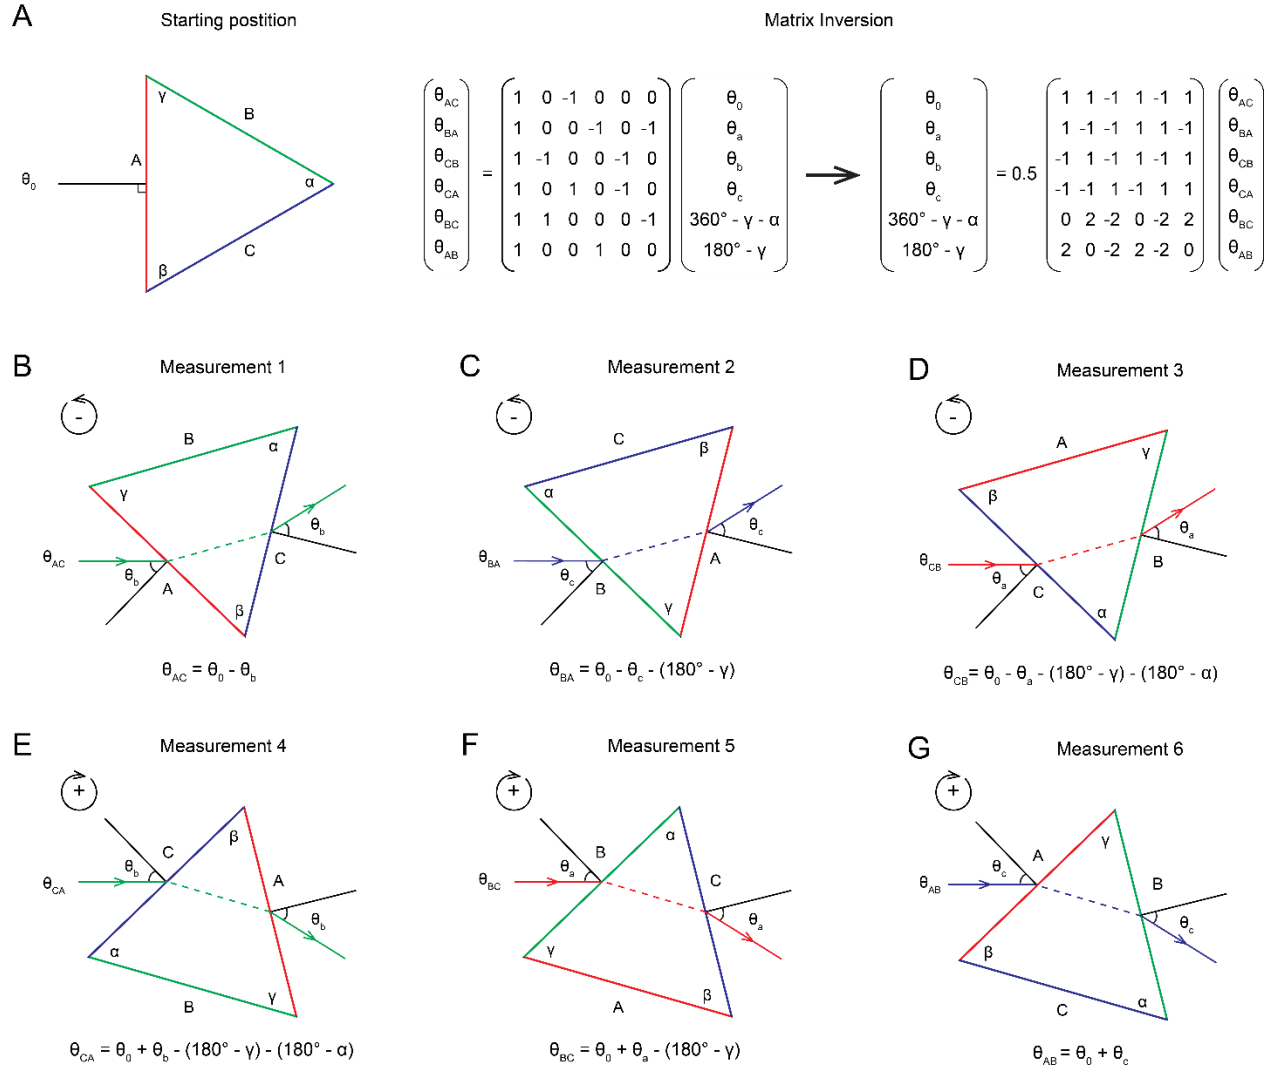 A
Starting postition
Matrix Inversion
γ
B
A
θ0
α
C
β
θAC
θBA
θCB
θCA
θBC
θAB
=
1 0 -1 0 0 0
1 0 0 -1 0 -1
1 -1 0 0 -1 0
1 0 1 0 -1 0
1 1 0 0 0 -1
1 0 0 1 0 0
θ0
θa
θb
θc
360° - γ - α
180° - γ
θ0
θa
θb
θc
360° - γ - α
180° - γ
= 0.5
1 1 -1 1 -1 1
1 -1 -1 1 1 -1
-1 1 -1 1 -1 1
-1 -1 1 -1 1 1
0 2 -2 0 -2 2
2 0 -2 2 -2 0
θAC
θBA
θCB
θCA
θBC
θAB
B
Measurement 1
-
B
α
γ
θAC
θb
θb
A
C
β
θAC = θ0 - θb
C
Measurement 2
-
C
β
α
θBA
θc
θc
B
A
γ
θBA = θ0 - θc - (180° - γ)
D
Measurement 3
-
A
γ
β
θCB
θa
θa
C
B
α
θCB = θ0 - θa - (180° - γ) - (180° - α)
E
Measurement 4
+
C
β
θCA
θb
A
θb
α
B
γ
θCA = θ0 + θb - (180° - γ) - (180° - α)
F
Measurement 5
+
B
α
θBC
θa
C
θa
γ
A
β
θBC = θ0 + θa - (180° - γ)
G
Measurement 6
+
A
γ
θAB
θc
B
θc
β
C
α
θAB = θ0 + θc